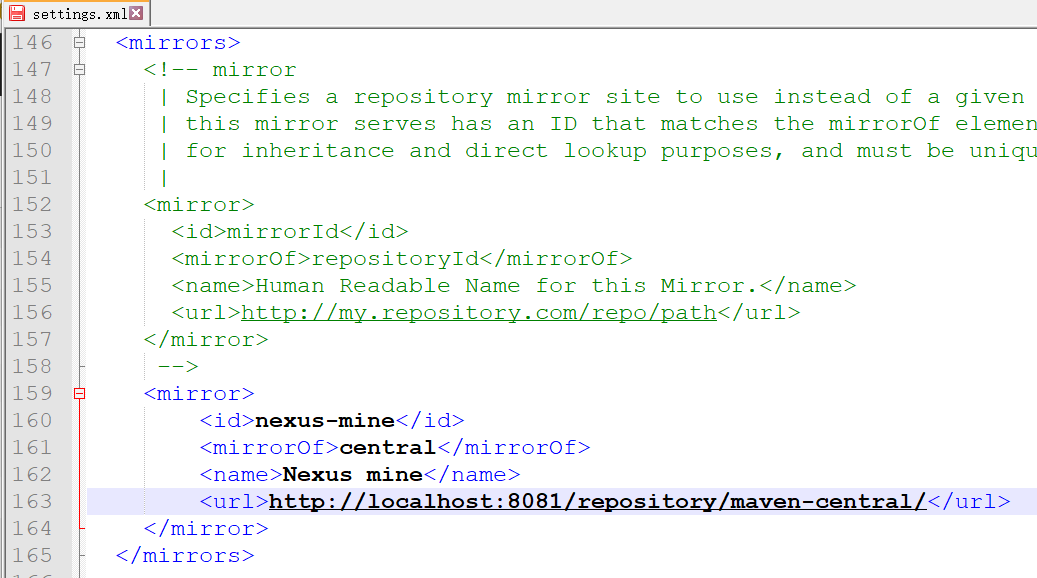 settings.xml
146 <mirrors>
147 <!-- mirror
148 | Specifies a repository mirror site to use instead of a given
149 | this mirror serves has an ID that matches the mirrorOf elemen
150 | for inheritance and direct lookup purposes, and must be uniqu
151 |
152 <mirror>
153 <id>mirrorId</id>
154 <mirrorOf>repositoryId</mirrorOf>
155 <name>Human Readable Name for this Mirror.</name>
156 <url>http://my.repository.com/repo/path</url>
157 </mirror>
158 -->
159 <mirror>
160 <id>nexus-mine</id>
161 <mirrorOf>central</mirrorOf>
162 <name>Nexus mine</name>
163 <url>http://localhost:8081/repository/maven-central/</url>
164 </mirror>
165 </mirrors>